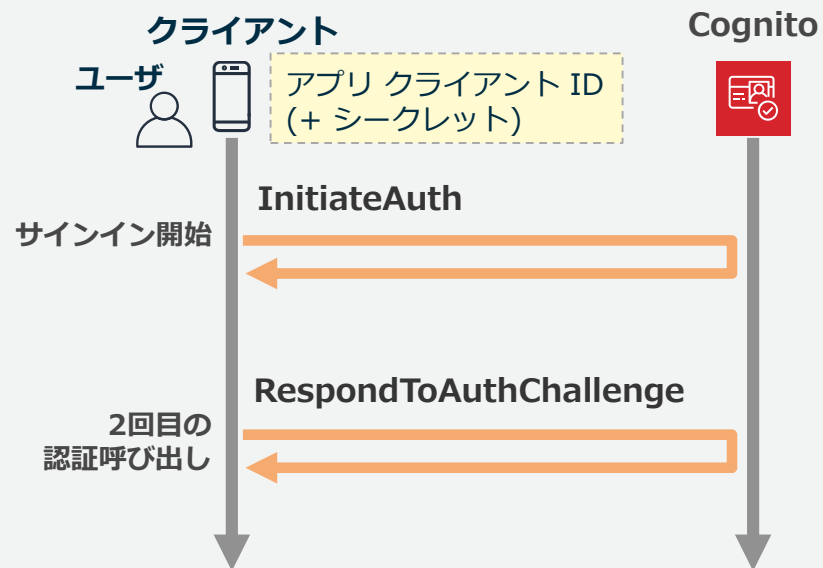 クライアント
Cognito
ユーザ
アプリ クライアント ID
(+ シークレット)
InitiateAuth
サインイン開始
RespondToAuthChallenge
2回目の
認証呼び出し